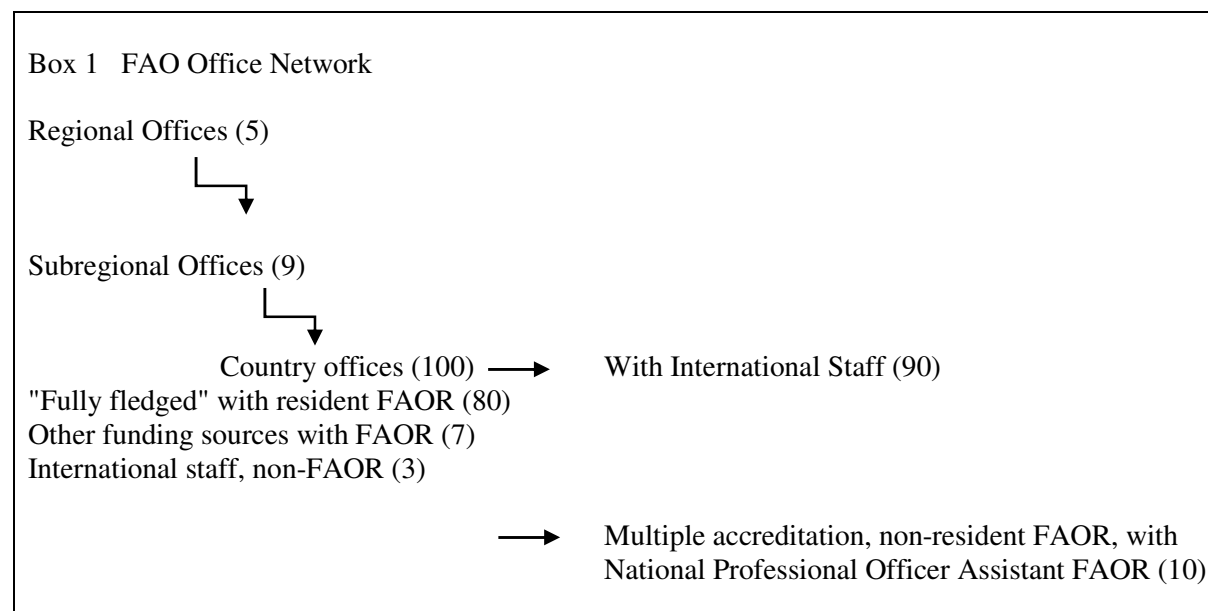 Box 1 FAO Office Network
Regional Offices (5)
Subregional Offices (9)
Country offices (100)
With International Staff (90)
"Fully fledged" with resident FAOR (80)
Other funding sources with FAOR (7)
International staff, non-FAOR (3)
Multiple accreditation, non-resident FAOR, with
National Professional Officer Assistant FAOR (10)